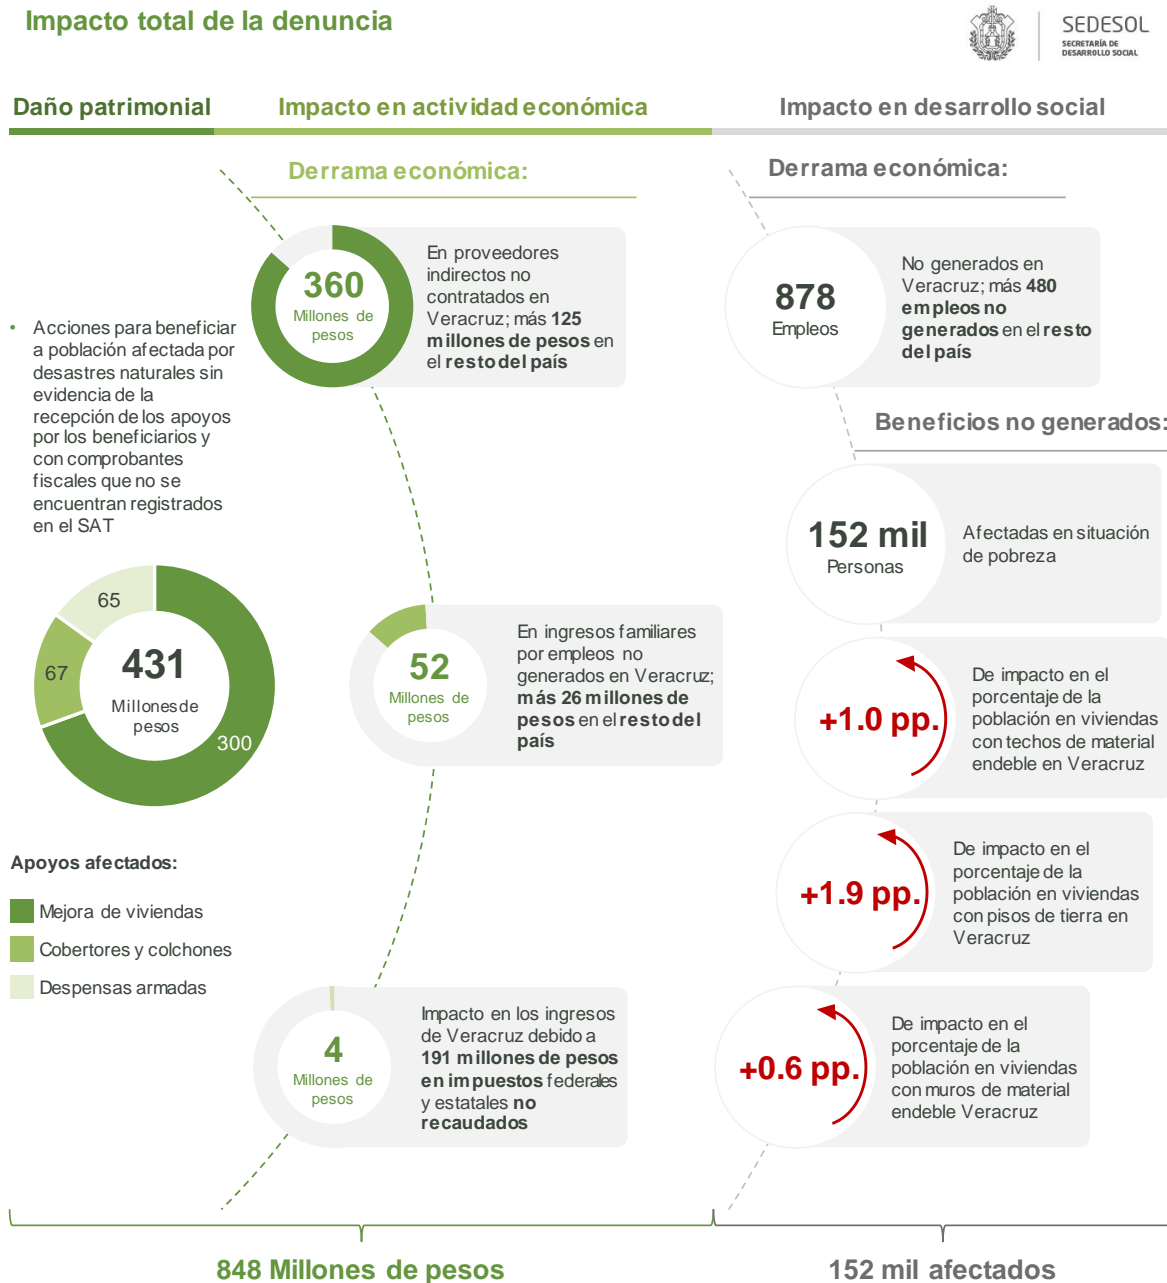 Impacto total de la denuncia
SEDESOL
SECRETARÍA DE
DESARROLLO SOCIAL
Daño patrimonial
Impacto en actividad económica
Impacto en desarrollo social
Derrama económica:
Derrama económica:
• Acciones para beneficiar
a población afectada por
desastres naturales sin
evidencia de la
recepción de los apoyos
por los beneficiarios y
con comprobantes
fiscales que no se
encuentran registrados
en el SAT
65
67
300
431
Millones de
pesos
Apoyos afectados:
Mejora de viviendas
Cobertores y colchones
Despensas armadas
360
Millones de
pesos
En proveedores
indirectos no
contratados en
Veracruz; más 125
millones de pesos en
el resto del país
52
Millones de
pesos
En ingresos familiares
por empleos no
generados en Veracruz;
más 26 millones de
pesos en el resto del
país
4
Millones de
pesos
Impacto en los ingresos
de Veracruz debido a
191 millones de pesos
en impuestos federales
y estatales no
recaudados
878
Empleos
No generados en
Veracruz; más 480
empleos no
generados en el resto
del país
Beneficios no generados:
152 mil
Personas
Afectadas en situación
de pobreza
+1.0 pp.
De impacto en el
porcentaje de la
población en viviendas
con techos de material
endeble en Veracruz
+1.9 pp.
De impacto en el
porcentaje de la
población en viviendas
con pisos de tierra en
Veracruz
+0.6 pp.
De impacto en el
porcentaje de la
población en viviendas
con muros de material
endeble Veracruz
848 Millones de pesos
152 mil afectados